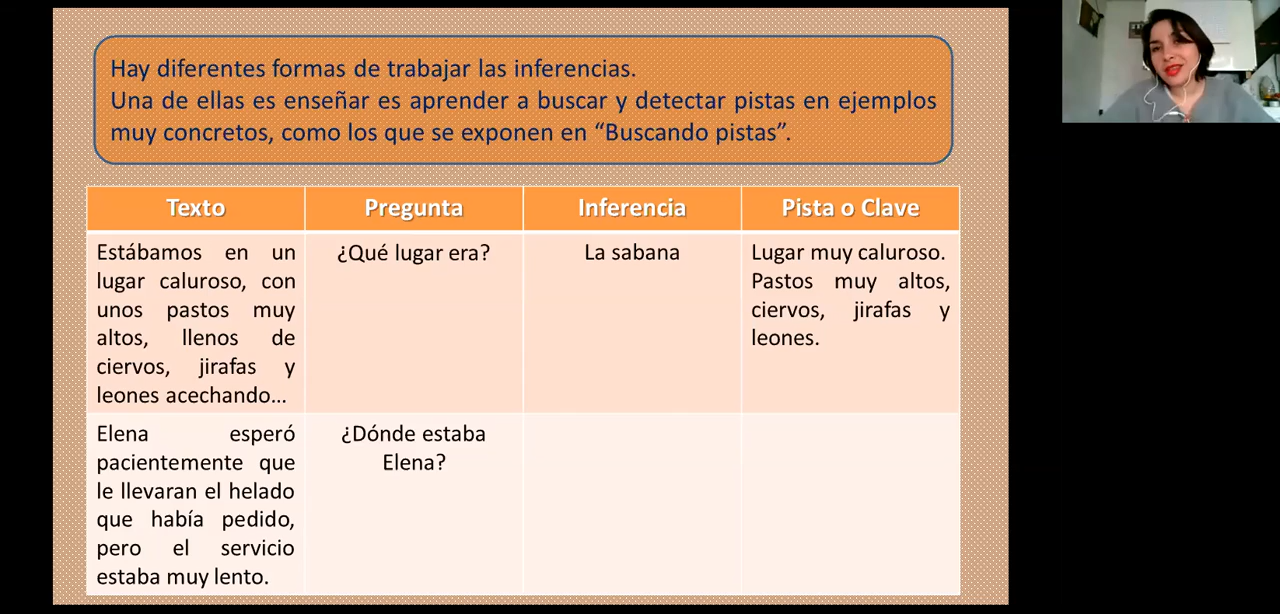 Hay diferentes formas de trabajar las inferencias.
Una de ellas es enseñar es aprender a buscar y detectar pistas en ejemplos
muy concretos, como los que se exponen en “Buscando pistas”.
Texto
Pregunta
Inferencia
Pista o Clave
Estábamos en un
lugar caluroso, con
unos pastos muy
altos, llenos de
ciervos, jirafas y
leones acechando...
¿Qué lugar era?
La sabana
Lugar muy caluroso.
Pastos muy altos,
ciervos, jirafas y
leones.
Elena esperó
pacientemente que
le llevaran el helado
que había pedido,
pero el servicio
estaba muy lento.
¿Dónde estaba
Elena?